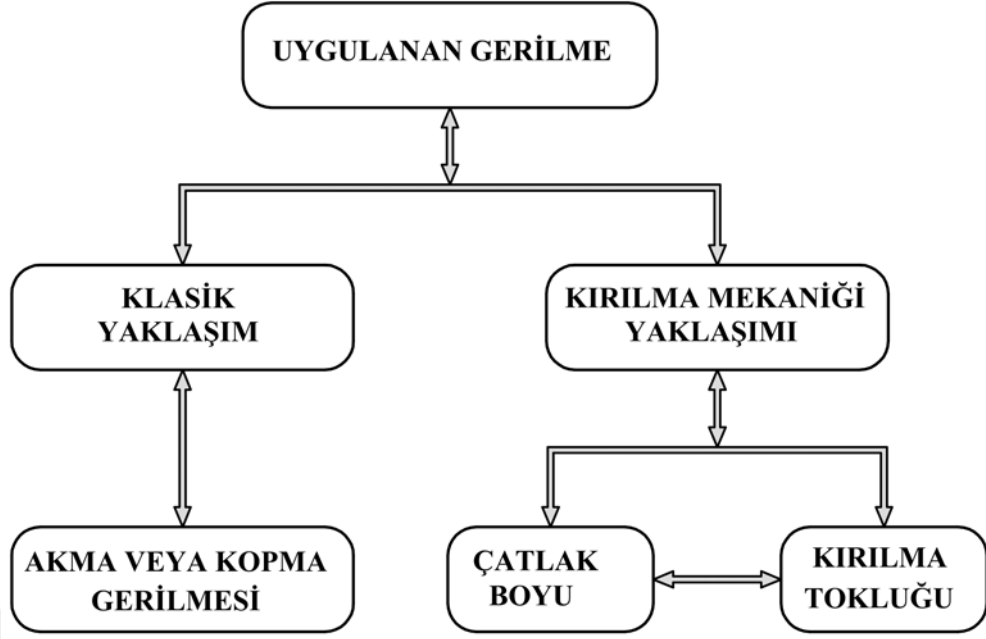 UYGULANAN GERİLME
KLASİK
YAKLAŞIM
KIRILMA MEKANİĞİ
YAKLAŞIMI
AKMA VEYA KOPMA
GERİLMESİ
ÇATLAK
BOYU
KIRILMA
TOKLUĞU